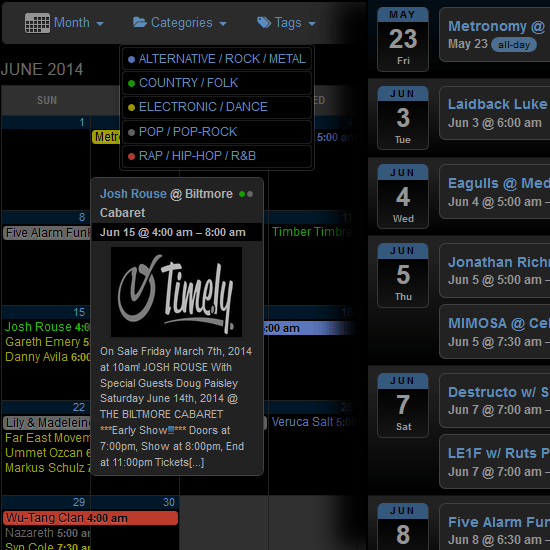 Month Categories Tags
ALTERNATIVE / ROCK / METAL
COUNTRY / FOLK
ELECTRONIC / DANCE
POP / POP-ROCK
RAP / HIP-HOP / R&B
JUNE 2014
SUN
ED
1
5:00 am
8
11
Five Alarm Fun
Timber Timbre
Josh Rouse @ Biltmore
Cabaret
Jun 15 @ 4:00 am – 8:00 am
Timely.
On Sale Friday March 7th, 2014
at 10am! JOSH ROUSE With
Special Guests Doug Paisley
Saturday June 14th, 2014 @
THE BILTMORE CABARET
***Early Show*** Doors at
7:00pm, Show at 8:00pm, End
at 11:00pm Tickets[...]
15
18
Josh Rouse 4:0
:00 am
Gareth Emery 5
Danny Avila 6:00
22
25
Lily & Madeleine
Veruca Salt 5:00
Far East Movem
Ummet Ozcan 6
Markus Schulz 7
29
30
Wu-Tang Clan 4:00 am
Nazareth 5:00 am
Syn Cole 7:30 am
MAY
23
Fri
Metronomy @
May 23 all-day
JUN
3
Tue
Laidback Luke
Jun 3 @ 6:00 am
JUN
4
Wed
Eagulls @ Med
Jun 4 @ 5:00 am
JUN
5
Thu
Jonathan Richm
Jun 5 @ 5:00 am
MIMOSA @ Cel
Jun 5 @ 7:30 am
JUN
7
Sat
Destructo w/ S
Jun 7 @ 7:00 am
LE1F w/ Ruts P
Jun 7 @ 7:00 am
JUN
8
Five Alarm Fun
Jun 8 @ 6:30 am